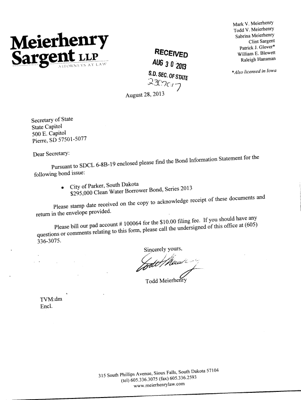 Meierhenry
Sargent LLP
ATTORNEYS AT LAW
Mark V. Meierhenry
Todd V. Meierhenry
Sabrina Meierhenry
Clint Sargent
Patrick J. Glover*
William E. Blewett
Raleigh Hansman
*Also licensed in Iowa
RECEIVED
AUG 30 2013
S.D. SEC. OF STATE
August 28, 2013
Secretary of State
State Capitol
500 E. Capitol
Pierre, SD 57501-5077
Dear Secretary:
Pursuant to SDCL 6-8B-19 enclosed please find the Bond Information Statement for the
following bond issue:
• City of Parker, South Dakota
$295,000 Clean Water Borrower Bond, Series 2013
Please stamp date received on the copy to acknowledge receipt of these documents and
return in the envelope provided.
Please bill our pad account # 100064 for the $10.00 filing fee. If you should have any
questions or comments relating to this form, please call the undersigned of this office at (605)
336-3075.
Sincerely yours,
Todd Meierhenry
TVM:dm
Encl.
315 South Phillips Avenue, Sioux Falls, South Dakota 57104
(tel) 605.336.3075 (fax) 605.336.2593
www.meierhenrylaw.com